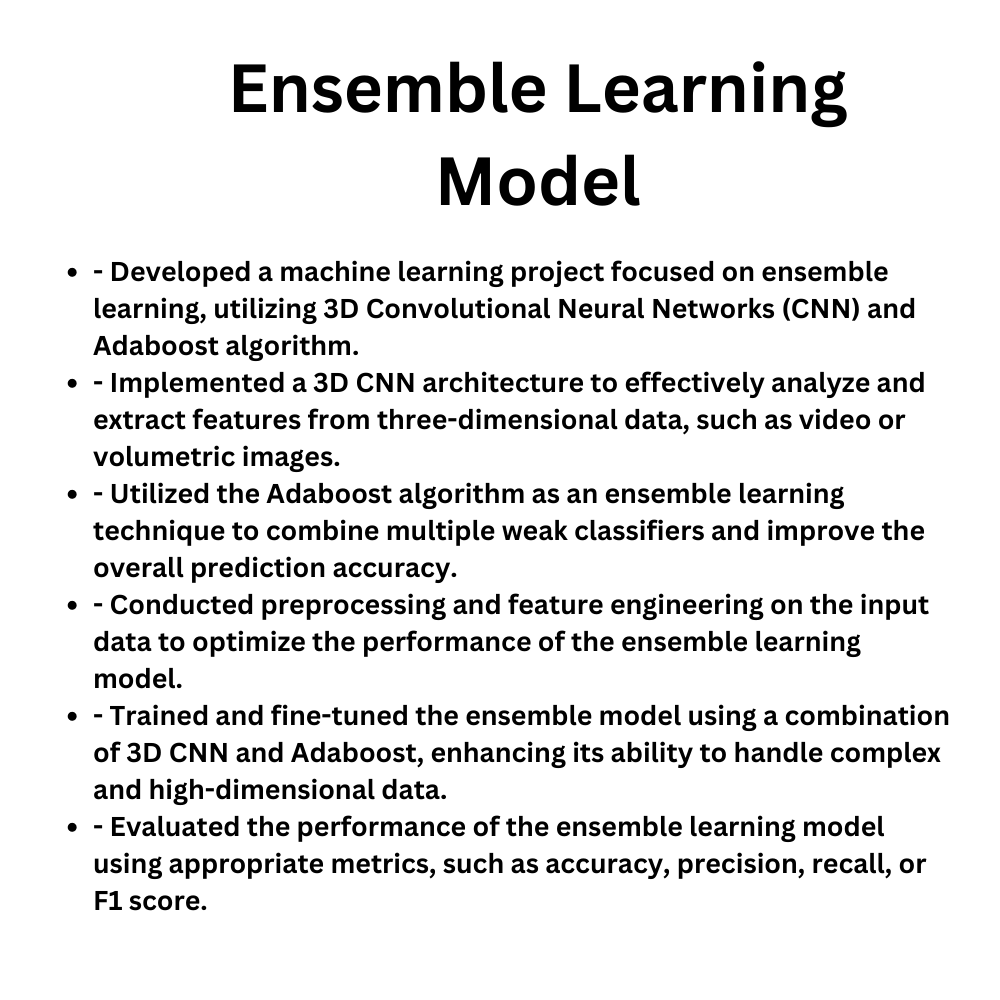 Ensemble Learning
Model
• - Developed a machine learning project focused on ensemble
learning, utilizing 3D Convolutional Neural Networks (CNN) and
Adaboost algorithm.
• - Implemented a 3D CNN architecture to effectively analyze and
extract features from three-dimensional data, such as video or
volumetric images.
• - Utilized the Adaboost algorithm as an ensemble learning
technique to combine multiple weak classifiers and improve the
overall prediction accuracy.
• - Conducted preprocessing and feature engineering on the input
data to optimize the performance of the ensemble learning
model.
• - Trained and fine-tuned the ensemble model using a combination
of 3D CNN and Adaboost, enhancing its ability to handle complex
and high-dimensional data.
• - Evaluated the performance of the ensemble learning model
using appropriate metrics, such as accuracy, precision, recall, or
F1 score.